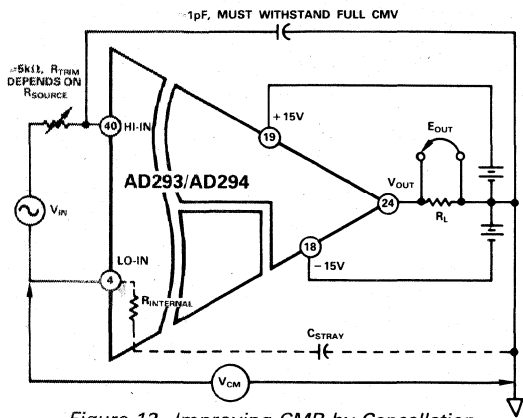 ~1pF, MUST WITHSTAND FULL CMV
~5kΩ, RTRIM
DEPENDS ON
RSOURCE
40
HI-IN
+15V
19
EOUT
AD293/AD294
VOUT
24
VIN
RL
LO-IN
4
18
-15V
RINTERNAL
CSTRAY
VCM
Figure 12. Improving CMR by Cancellation